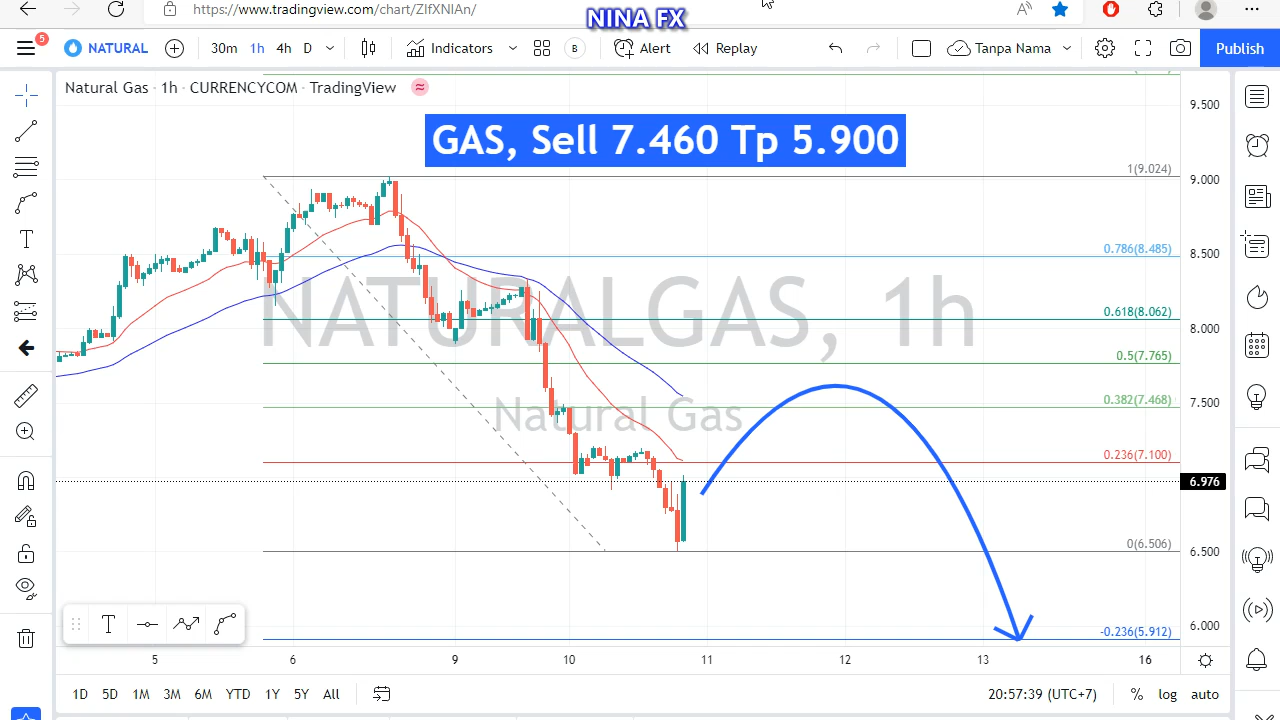 https://www.tradingview.com/chart/ZIfXNIAn/
NINA FX
5
NATURAL
30m 1h 4h D
Indicators
B
Alert
Replay
Tpana Nama
Publish
Natural Gas · 1h · CURRENCYCOM · TradingView
GAS, Sell 7.460 Tp 5.900
9.500
1(9.024)
9.000
0.786(8.485)
8.500
NATURALGAS, 1h
0.618(8.062)
8.000
0.5(7.765)
Natural Gas
0.382(7.468)
7.500
0.236(7.100)
6.976
0(6.506)
6.500
-0.236(5.912)
6.000
5 6 9 10 11 12 13 16
1D 5D 1M 3M 6M YTD 1Y 5Y All
20:57:39 (UTC+7)
% log auto